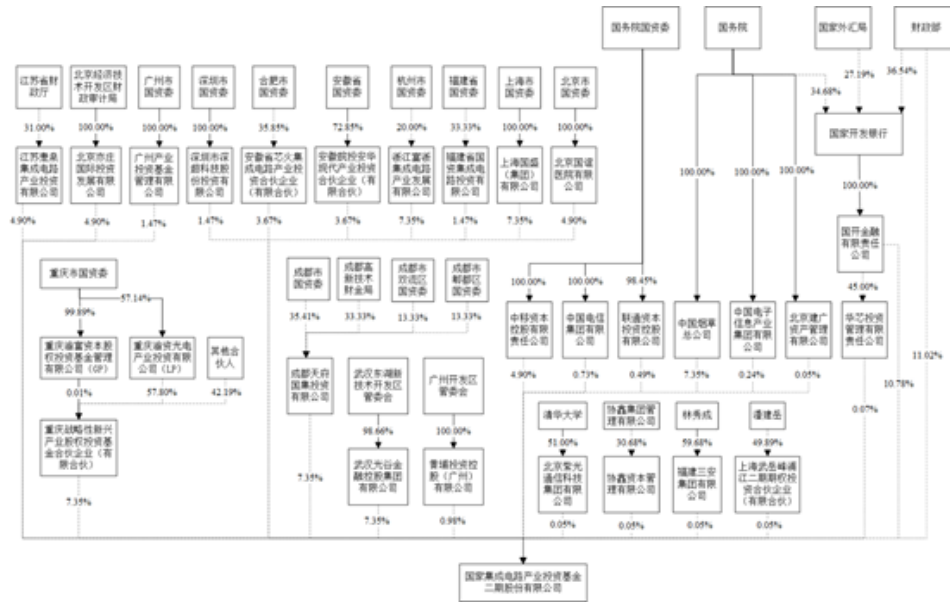 国务院国资委
国务院
国家外汇局
财政部
江苏省财
政厅
北京经济技
术开发区财
政审计局
广州市
国资委
深圳市
国资委
合肥市
国资委
安徽省
国资委
杭州市
国资委
福建省
国资委
上海市
国资委
北京市
国资委
27.19%
36.54%
34.68%
31.00%
100.00%
100.00%
100.00%
35.85%
72.85%
20.00%
33.33%
100.00%
100.00%
国家开发银行
江苏疌泉
集成电路
产业投资
有限公司
北京亦庄
国际投资
发展有限
公司
广州产业
投资基金
管理有限
公司
深圳市深
超科技股
份投资有
限公司
安徽省芯火集
成电路产业投
资合伙企业
(有限合伙)
安徽皖投安华
现代产业投资
合伙企业(有
限合伙)
浙江富浙
集成电路
产业发展
有限公司
福建省国
资集成电
路投资有
限公司
上海国盛
(集团)
有限公司
北京国谊
医院有限
公司
100.00%
100.00%
100.00%
100.00%
4.90%
4.90%
1.47%
1.47%
3.67%
3.67%
7.35%
1.47%
7.35%
4.90%
国开金融
有限责任
公司
重庆市国资委
成都市
国资委
成都高
新技术
财金局
成都市
双流区
国资委
成都市
郫都区
国资委
57.14%
99.89%
35.41%
33.33%
13.33%
13.33%
100.00%
100.00%
98.45%
45.00%
重庆渝富资本股
权投资基金管理
有限公司(GP)
重庆渝资光电
产业投资有限
公司(LP)
其他合
伙人
中移资本
控股有限
责任公司
中国电信
集团有限
公司
联通资本
投资控股
有限公司
中国烟草
总公司
中国电子
信息产业
集团有限
公司
北京建广
资产管理
有限公司
华芯投资
管理有限
责任公司
11.02%
10.78%
成都天府
国集投资
有限公司
武汉东湖新
技术开发区
管委会
广州开发区
管委会
4.90%
0.73%
0.49%
7.35%
0.24%
0.05%
0.07%
0.01%
57.80%
42.19%
重庆战略性新兴
产业股权投资基
金合伙企业(有
限合伙)
清华大学
协鑫集团管
理有限公司
林秀成
潘建岳
98.66%
100.00%
51.00%
30.68%
59.68%
49.89%
武汉光谷金
融控股集团
有限公司
黄埔投资控
股(广州)有
限公司
北京紫光
通信科技
集团有限
公司
协鑫资本管
理有限公司
福建三安
集团有限
公司
上海武岳峰浦
江二期股权投
资合伙企业
(有限合伙)
7.35%
7.35%
7.35%
0.98%
0.05%
0.05%
0.05%
0.05%
国家集成电路产业投资基金
二期股份有限公司